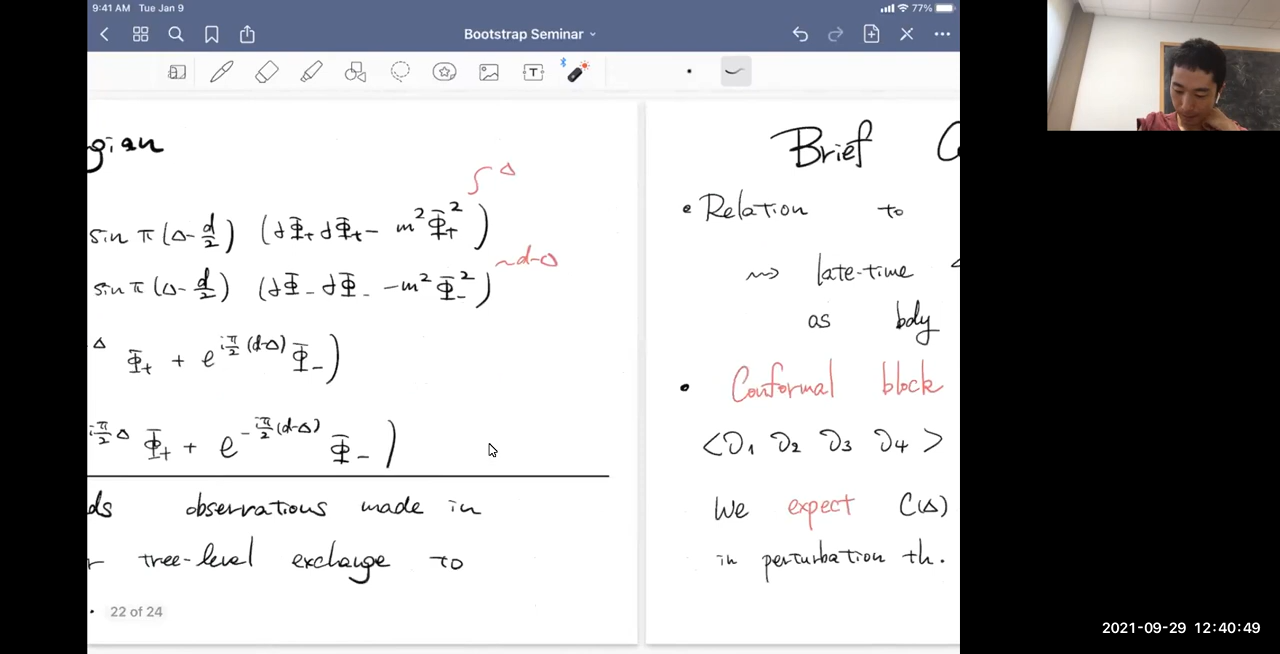 9:41 AM Tue Jan 9
77%
Bootstrap Seminar
gian
∫ Δ
sin π(Δ-d/2) (∂Φ₊∂Φ₊ - m²Φ₊²)
~d-Δ
sin π(Δ-d/2) (∂Φ₋∂Φ₋ - m²Φ₋²)
Δ Φ₊ + e^{iπ/2 (d-Δ)} Φ₋)
iπ/2 Δ Φ₊ + e^{-iπ/2 (d-Δ)} Φ₋)
ds observations made in
r tree-level exchange to
22 of 24
Brief C
• Relation to
⇝ late-time
as body
• Conformal block
<O₁ O₂ O₃ O₄>
We expect C(Δ)
in perturbation th.
2021-09-29 12:40:49